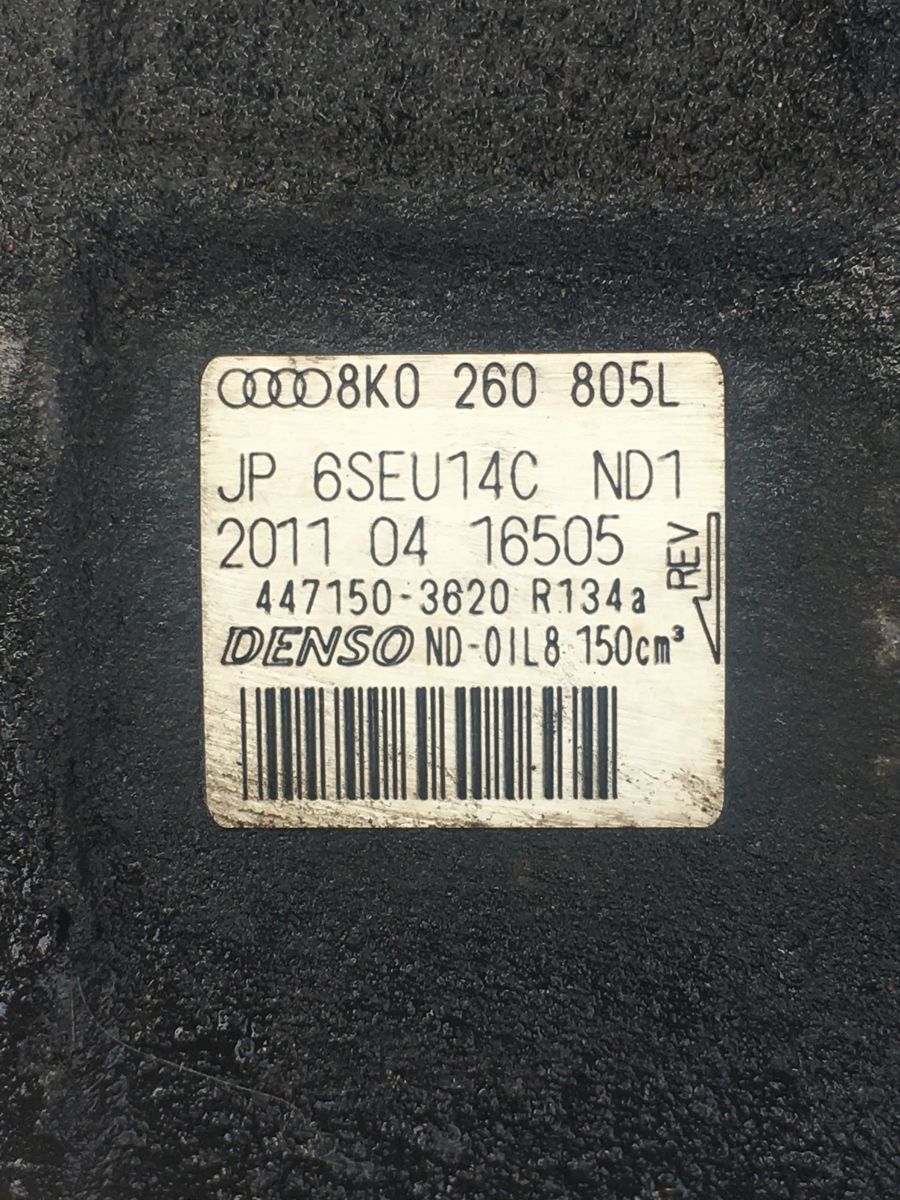 8K0 260 805L
JP 6SEU14C ND1
2011 04 16505
REV
447150-3620 R134a
DENSO ND-OIL8 150cm³